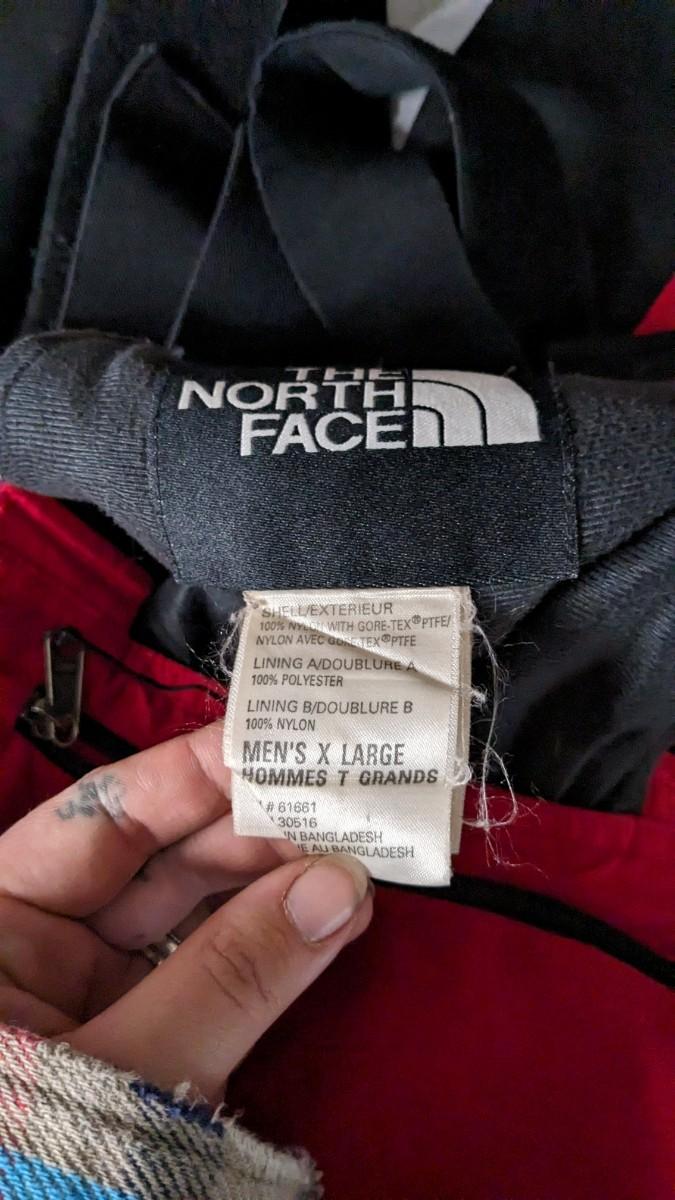 THE
NORTH
FACE
SHELL/EXTERIEUR
100% NYLON WITH GORE-TEX®PTFE/
NYLON AVEC GORE-TEX®PTFE
LINING A/DOUBLURE A
100% POLYESTER
LINING B/DOUBLURE B
100% NYLON
MEN'S X LARGE
HOMMES T GRANDS
# 61661
30516
IN BANGLADESH
AU BANGLADESH